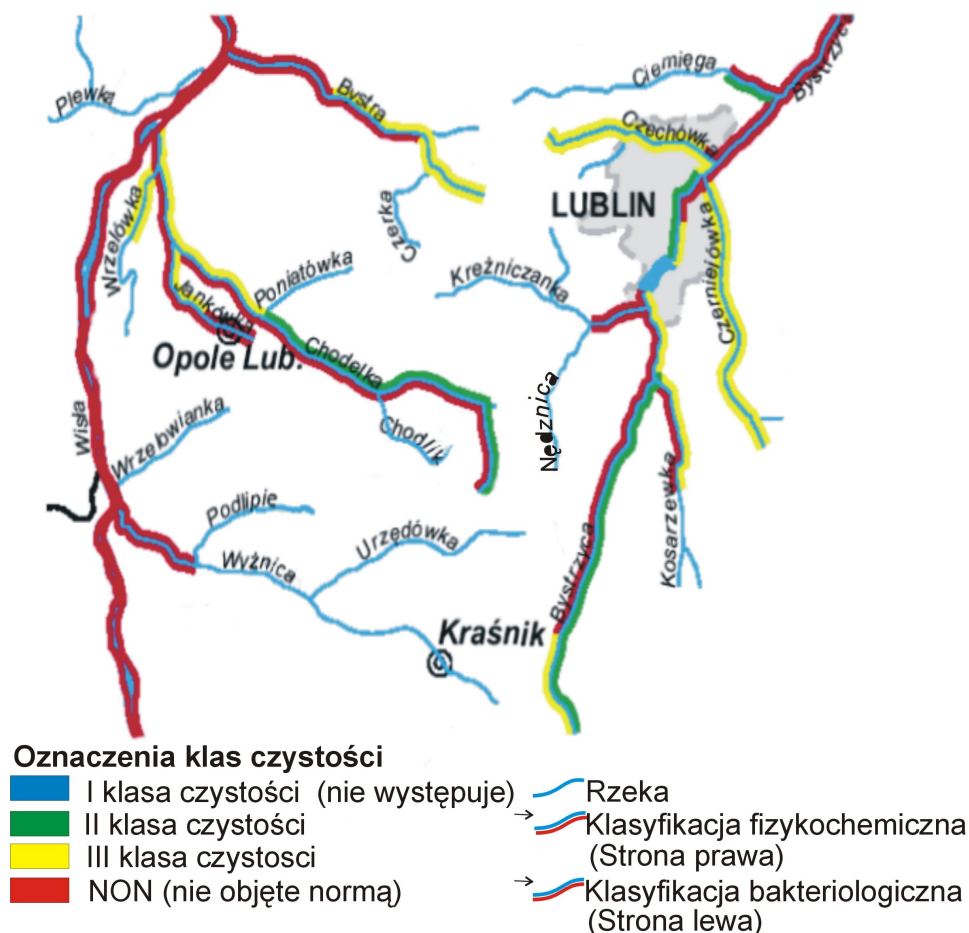 Plewka
Bystra
Ciemięga
Bystrzyca
Czechówka
LUBLIN
Czerka
Wrzelówka
Poniatówka
Krężniczanka
Czerniejówka
Jankówka
Opole Lub.
Chodelka
Chodlik
Nędznica
Wisła
Wrzelowianka
Podlipie
Urzędówka
Wyżnica
Kosarzewka
Bystrzyca
Kraśnik
Oznaczenia klas czystości
I klasa czystości (nie występuje)
Rzeka
II klasa czystości
Klasyfikacja fizykochemiczna
(Strona prawa)
III klasa czystosci
NON (nie objęte normą)
Klasyfikacja bakteriologiczna
(Strona lewa)